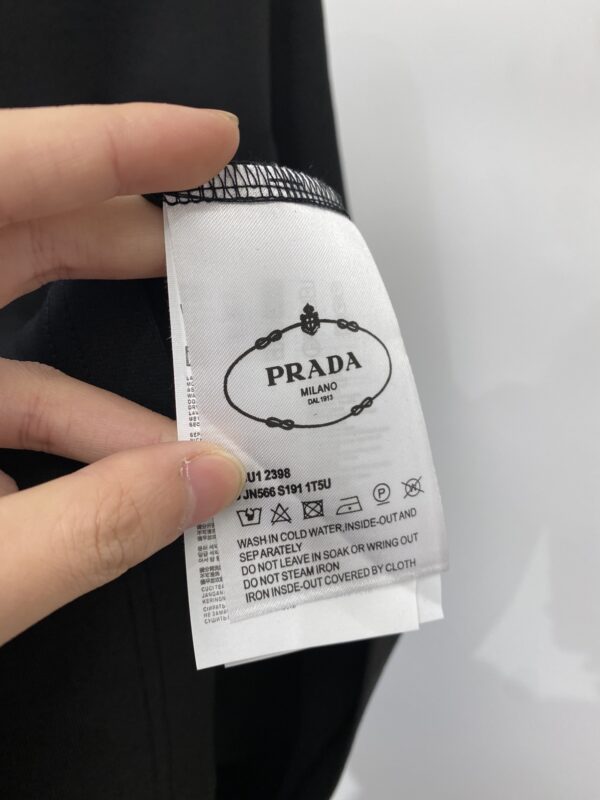 PRADA
MILANO
DAL 1913
U1 2398
JN566 S191 1T5U
P
W
WASH IN COLD WATER,INSIDE-OUT AND
SEP ARATELY
DO NOT LEAVE IN SOAK OR WRING OUT
DO NOT STEAM IRON
IRON INSDE-OUT COVERED BY CLOTH